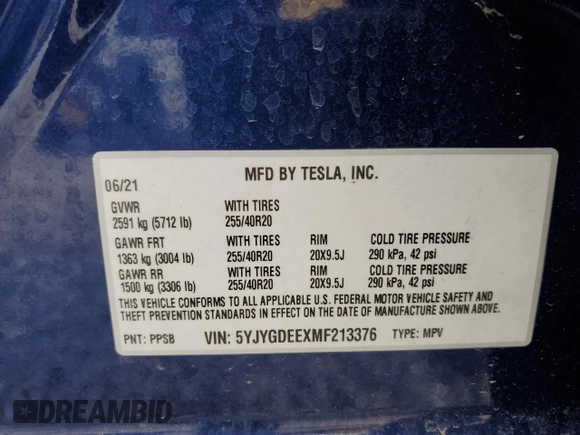 MFD BY TESLA, INC.
06/21
GVWR WITH TIRES
2591 kg (5712 lb) 255/40R20
GAWR FRT WITH TIRES RIM COLD TIRE PRESSURE
1363 kg (3004 lb) 255/40R20 20X9.5J 290 kPa, 42 psi
GAWR RR WITH TIRES RIM COLD TIRE PRESSURE
1500 kg (3306 lb) 255/40R20 20X9.5J 290 kPa, 42 psi
THIS VEHICLE CONFORMS TO ALL APPLICABLE U.S. FEDERAL MOTOR VEHICLE SAFETY AND
THEFT PREVENTION STANDARDS IN EFFECT ON THE DATE OF MANUFACTURE SHOWN ABOVE.
PNT: PPSB VIN: 5YJYGDEEXMF213376 TYPE: MPV
DREAMBID